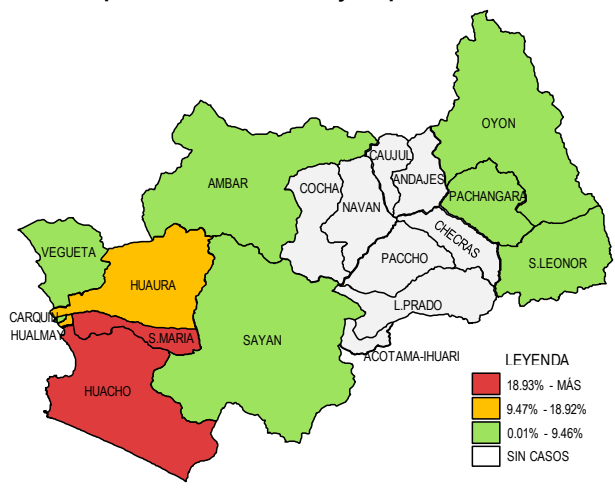 OYON
CAUJUL
ANDAJES
AMBAR
COCHA
PACHANGARA
NAVAN
CHECRAS
VEGUETA
PACCHO
S.LEONOR
HUAURA
L.PRADO
CARQUIN
HUALMAY
S.MARIA
SAYAN
ACOTAMA-IHUARI
HUACHO
LEYENDA
18.93% - MÁS
9.47% - 18.92%
0.01% - 9.46%
SIN CASOS